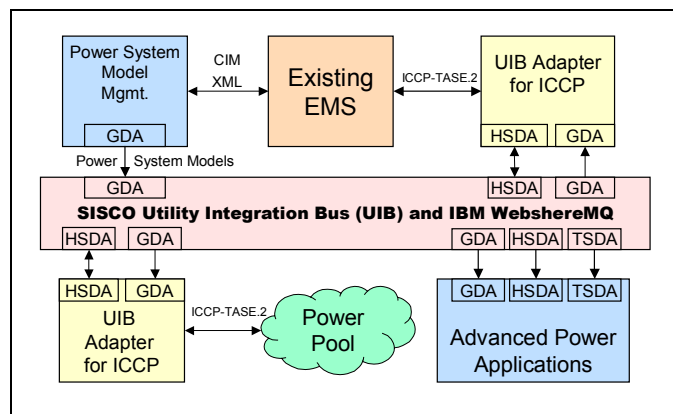 Power System
Model
Mgmt.
GDA
CIM
XML
Existing
EMS
ICCP-TASE.2
UIB Adapter
for ICCP
HSDA
GDA
Power
System Models
GDA
HSDA
GDA
SISCO Utility Integration Bus (UIB) and IBM WebshereMQ
HSDA
GDA
GDA
HSDA
TSDA
HSDA
GDA
UIB
Adapter
for ICCP
ICCP-TASE.2
Power
Pool
GDA
HSDA
TSDA
Advanced Power
Applications